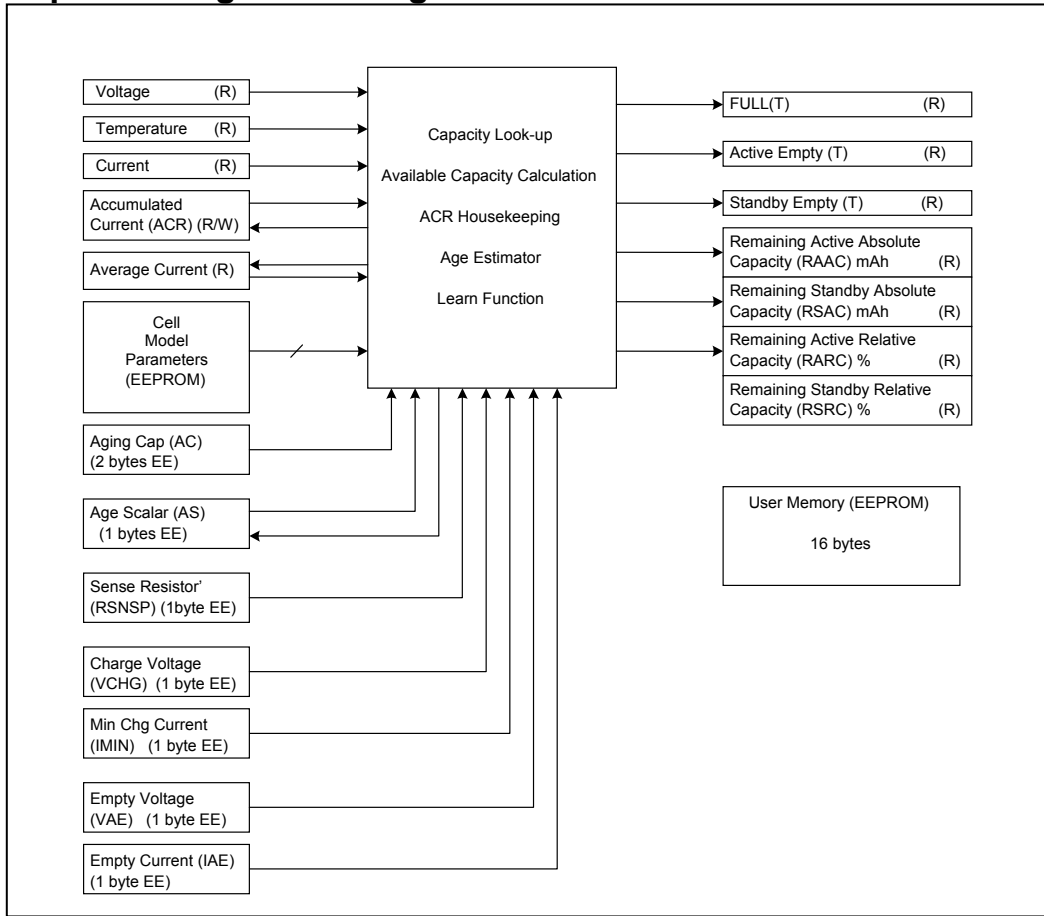 Voltage (R)
Temperature (R)
Current (R)
Accumulated
Current (ACR) (R/W)
Average Current (R)
Cell
Model
Parameters
(EEPROM)
Aging Cap (AC)
(2 bytes EE)
Age Scalar (AS)
(1 bytes EE)
Sense Resistor'
(RSNSP) (1byte EE)
Charge Voltage
(VCHG) (1 byte EE)
Min Chg Current
(IMIN) (1 byte EE)
Empty Voltage
(VAE) (1 byte EE)
Empty Current (IAE)
(1 byte EE)
Capacity Look-up
Available Capacity Calculation
ACR Housekeeping
Age Estimator
Learn Function
FULL(T) (R)
Active Empty (T) (R)
Standby Empty (T) (R)
Remaining Active Absolute
Capacity (RAAC) mAh (R)
Remaining Standby Absolute
Capacity (RSAC) mAh (R)
Remaining Active Relative
Capacity (RARC) % (R)
Remaining Standby Relative
Capacity (RSRC) % (R)
User Memory (EEPROM)
16 bytes